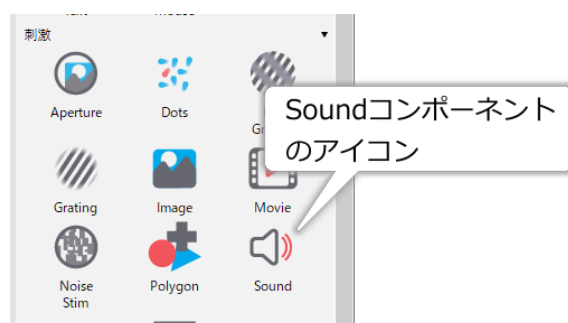 刺激
Aperture
Dots
Soundコンポーネント
のアイコン
Grating
Image
Movie
Noise
Stim
Polygon
Sound